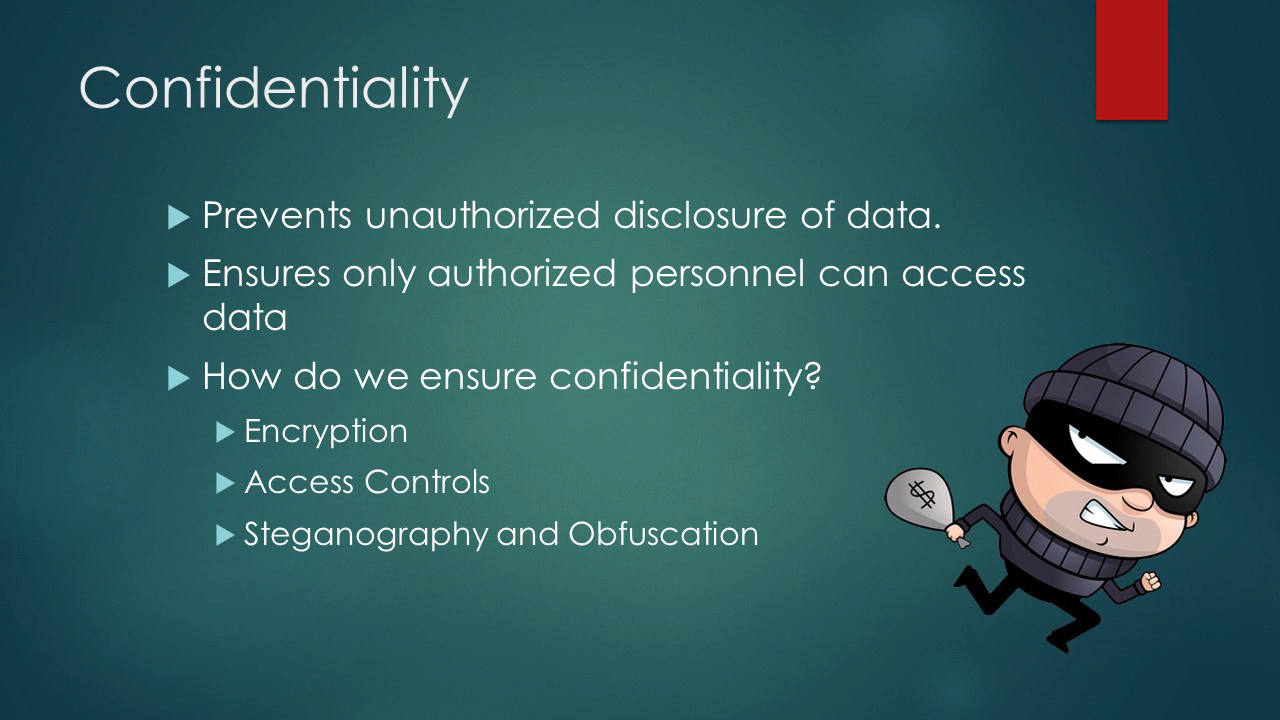 Confidentiality
Prevents unauthorized disclosure of data.
Ensures only authorized personnel can access
data
How do we ensure confidentiality?
Encryption
Access Controls
Steganography and Obfuscation
$